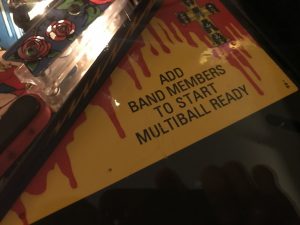 ADD
BAND MEMBERS
TO START
MULTIBALL READY